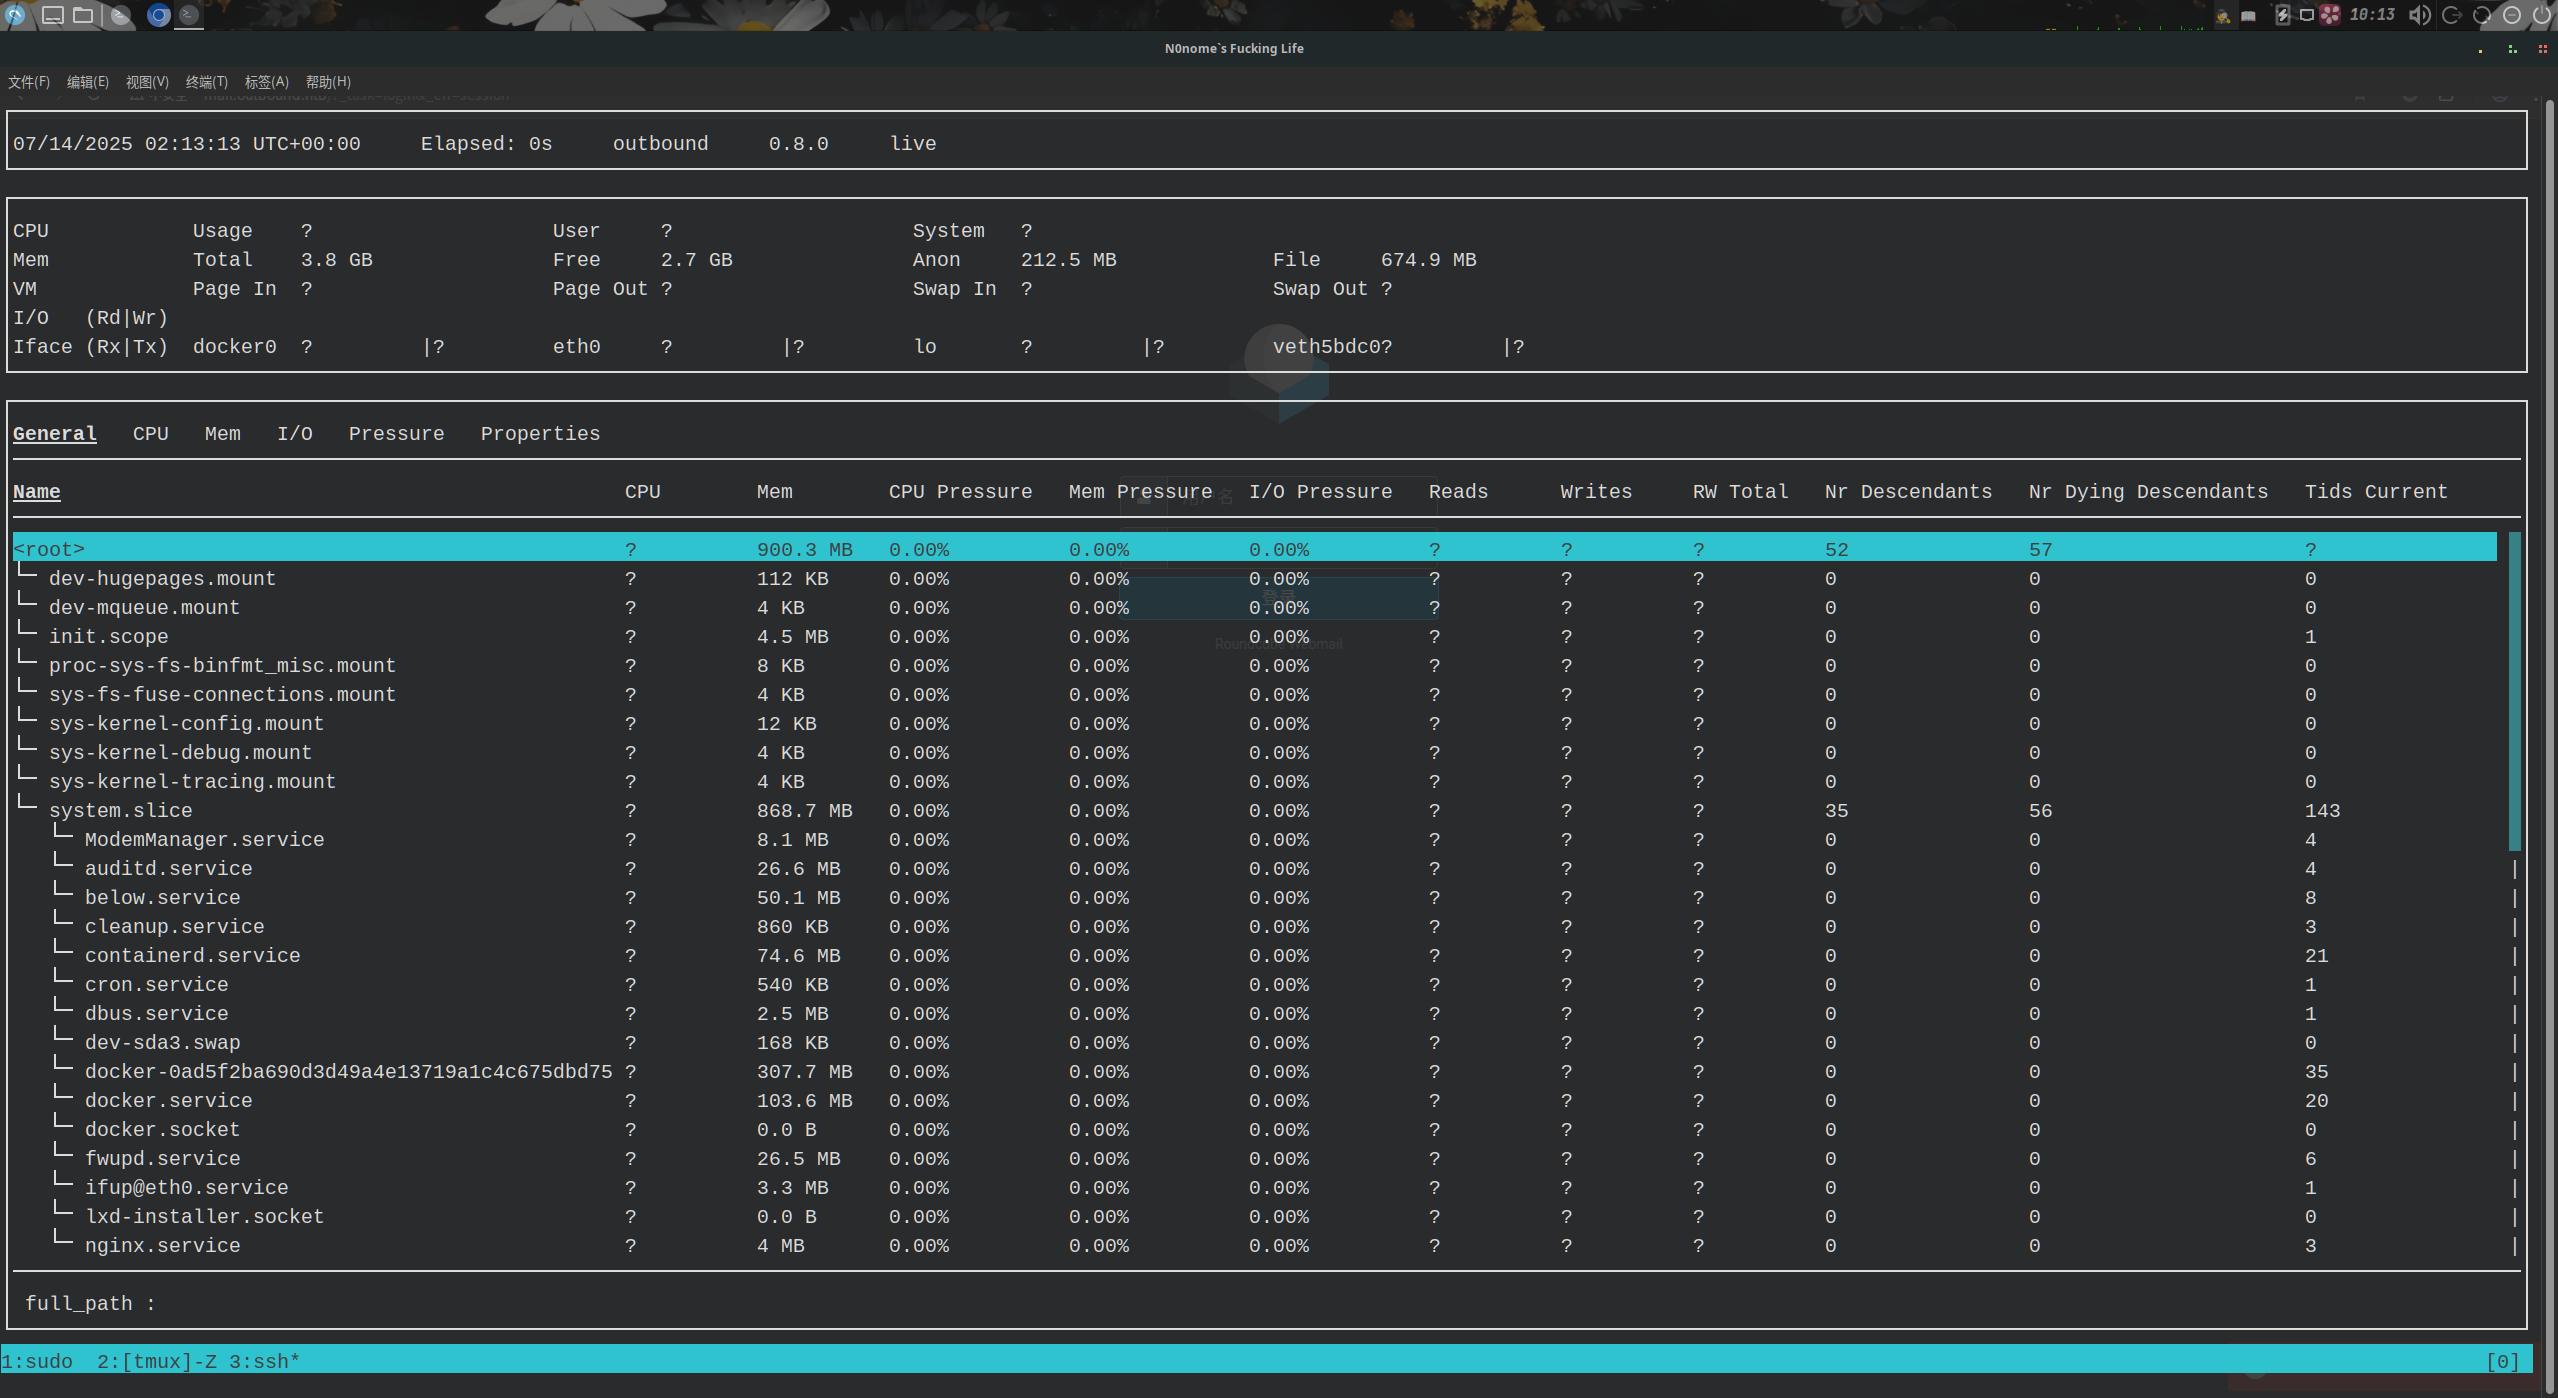 10:13
N0nome`s Fucking Life
文件(F) 编辑(E) 视图(V) 终端(T) 标签(A) 帮助(H)
07/14/2025 02:13:13 UTC+00:00 Elapsed: 0s outbound 0.8.0 live
CPU Usage ? User ? System ?
Mem Total 3.8 GB Free 2.7 GB Anon 212.5 MB File 674.9 MB
VM Page In ? Page Out ? Swap In ? Swap Out ?
I/O (Rd|Wr)
Iface (Rx|Tx) docker0 ? |? eth0 ? |? lo ? |? veth5bdc0? |?
General CPU Mem I/O Pressure Properties
Name CPU Mem CPU Pressure Mem Pressure I/O Pressure Reads Writes RW Total Nr Descendants Nr Dying Descendants Tids Current
<root> ? 900.3 MB 0.00% 0.00% 0.00% ? ? ? 52 57 ?
dev-hugepages.mount ? 112 KB 0.00% 0.00% 0.00% ? ? ? 0 0 0
dev-mqueue.mount ? 4 KB 0.00% 0.00% 0.00% ? ? ? 0 0 0
登录
init.scope ? 4.5 MB 0.00% 0.00% 0.00% ? ? ? 0 0 1
Roundcube Webmail
proc-sys-fs-binfmt_misc.mount ? 8 KB 0.00% 0.00% 0.00% ? ? ? 0 0 0
sys-fs-fuse-connections.mount ? 4 KB 0.00% 0.00% 0.00% ? ? ? 0 0 0
sys-kernel-config.mount ? 12 KB 0.00% 0.00% 0.00% ? ? ? 0 0 0
sys-kernel-debug.mount ? 4 KB 0.00% 0.00% 0.00% ? ? ? 0 0 0
sys-kernel-tracing.mount ? 4 KB 0.00% 0.00% 0.00% ? ? ? 0 0 0
system.slice ? 868.7 MB 0.00% 0.00% 0.00% ? ? ? 35 56 143
ModemManager.service ? 8.1 MB 0.00% 0.00% 0.00% ? ? ? 0 0 4
auditd.service ? 26.6 MB 0.00% 0.00% 0.00% ? ? ? 0 0 4
below.service ? 50.1 MB 0.00% 0.00% 0.00% ? ? ? 0 0 8
cleanup.service ? 860 KB 0.00% 0.00% 0.00% ? ? ? 0 0 3
containerd.service ? 74.6 MB 0.00% 0.00% 0.00% ? ? ? 0 0 21
cron.service ? 540 KB 0.00% 0.00% 0.00% ? ? ? 0 0 1
dbus.service ? 2.5 MB 0.00% 0.00% 0.00% ? ? ? 0 0 1
dev-sda3.swap ? 168 KB 0.00% 0.00% 0.00% ? ? ? 0 0 0
docker-0ad5f2ba690d3d49a4e13719a1c4c675dbd75 ? 307.7 MB 0.00% 0.00% 0.00% ? ? ? 0 0 35
docker.service ? 103.6 MB 0.00% 0.00% 0.00% ? ? ? 0 0 20
docker.socket ? 0.0 B 0.00% 0.00% 0.00% ? ? ? 0 0 0
fwupd.service ? 26.5 MB 0.00% 0.00% 0.00% ? ? ? 0 0 6
ifup@eth0.service ? 3.3 MB 0.00% 0.00% 0.00% ? ? ? 0 0 1
lxd-installer.socket ? 0.0 B 0.00% 0.00% 0.00% ? ? ? 0 0 0
nginx.service ? 4 MB 0.00% 0.00% 0.00% ? ? ? 0 0 3
full_path :
1:sudo 2:[tmux]-Z 3:ssh* [0]